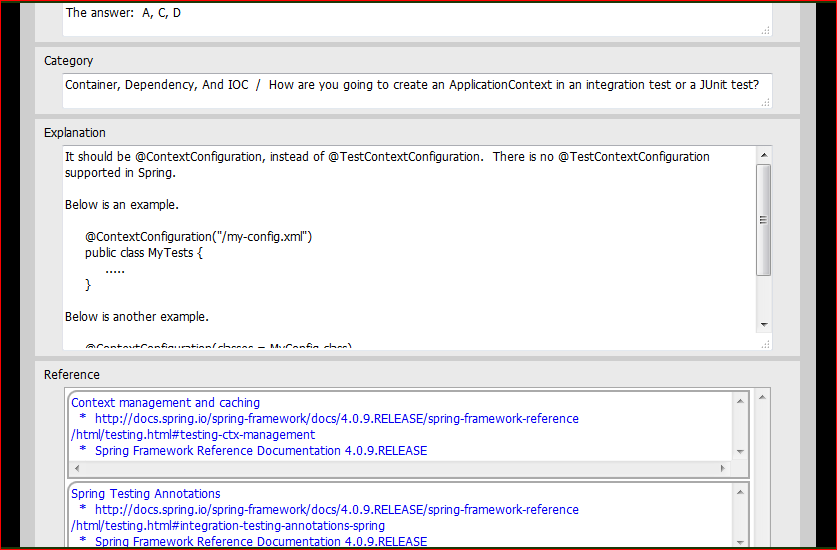 The answer:  A, C, D
Category
Container, Dependency, And IOC  /  How are you going to create an ApplicationContext in an integration test or a JUnit test?
Explanation
It should be @ContextConfiguration, instead of @TestContextConfiguration.  There is no @TestContextConfiguration
supported in Spring.
Below is an example.
@ContextConfiguration("/my-config.xml")
public class MyTests {
.....
}
Below is another example.
@ContextConfiguration(classes = MyConfig.class)
Reference
Context management and caching
*  http://docs.spring.io/spring-framework/docs/4.0.9.RELEASE/spring-framework-reference
/html/testing.html#testing-ctx-management
*  Spring Framework Reference Documentation 4.0.9.RELEASE
Spring Testing Annotations
*  http://docs.spring.io/spring-framework/docs/4.0.9.RELEASE/spring-framework-reference
/html/testing.html#integration-testing-annotations-spring
*  Spring Framework Reference Documentation 4.0.9.RELEASE